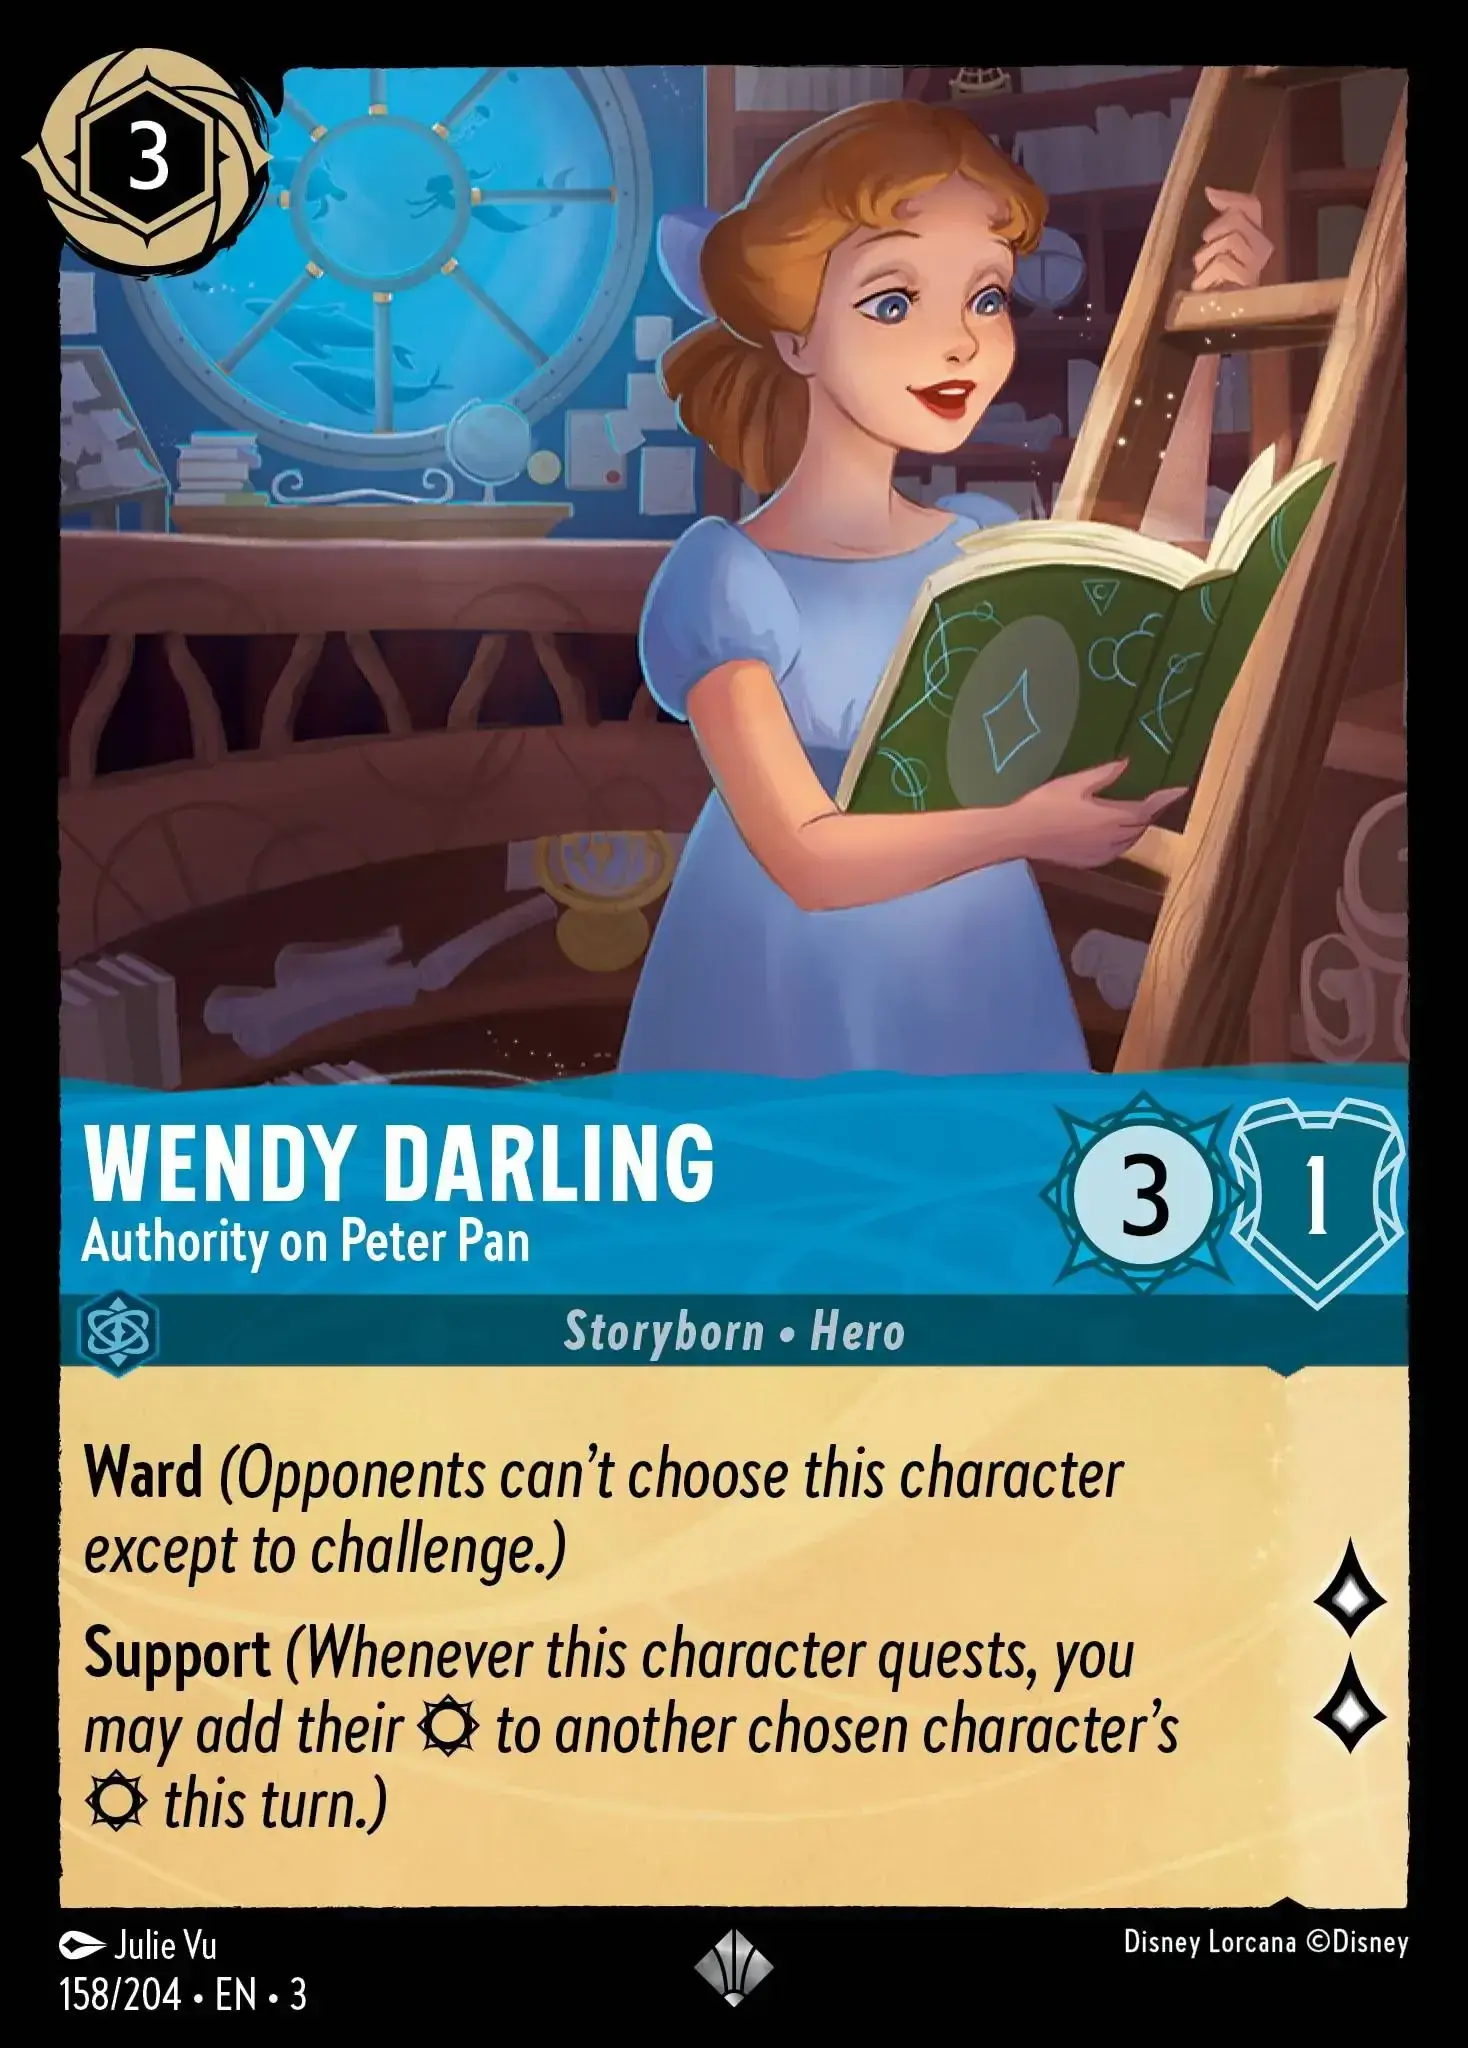 3
WENDY DARLING
Authority on Peter Pan
3
1
Storyborn • Hero
Ward (Opponents can't choose this character
except to challenge.)
Support (Whenever this character quests, you
may add their to another chosen character's
this turn.)
Julie Vu
158/204 • EN • 3
Disney Lorcana ©Disney